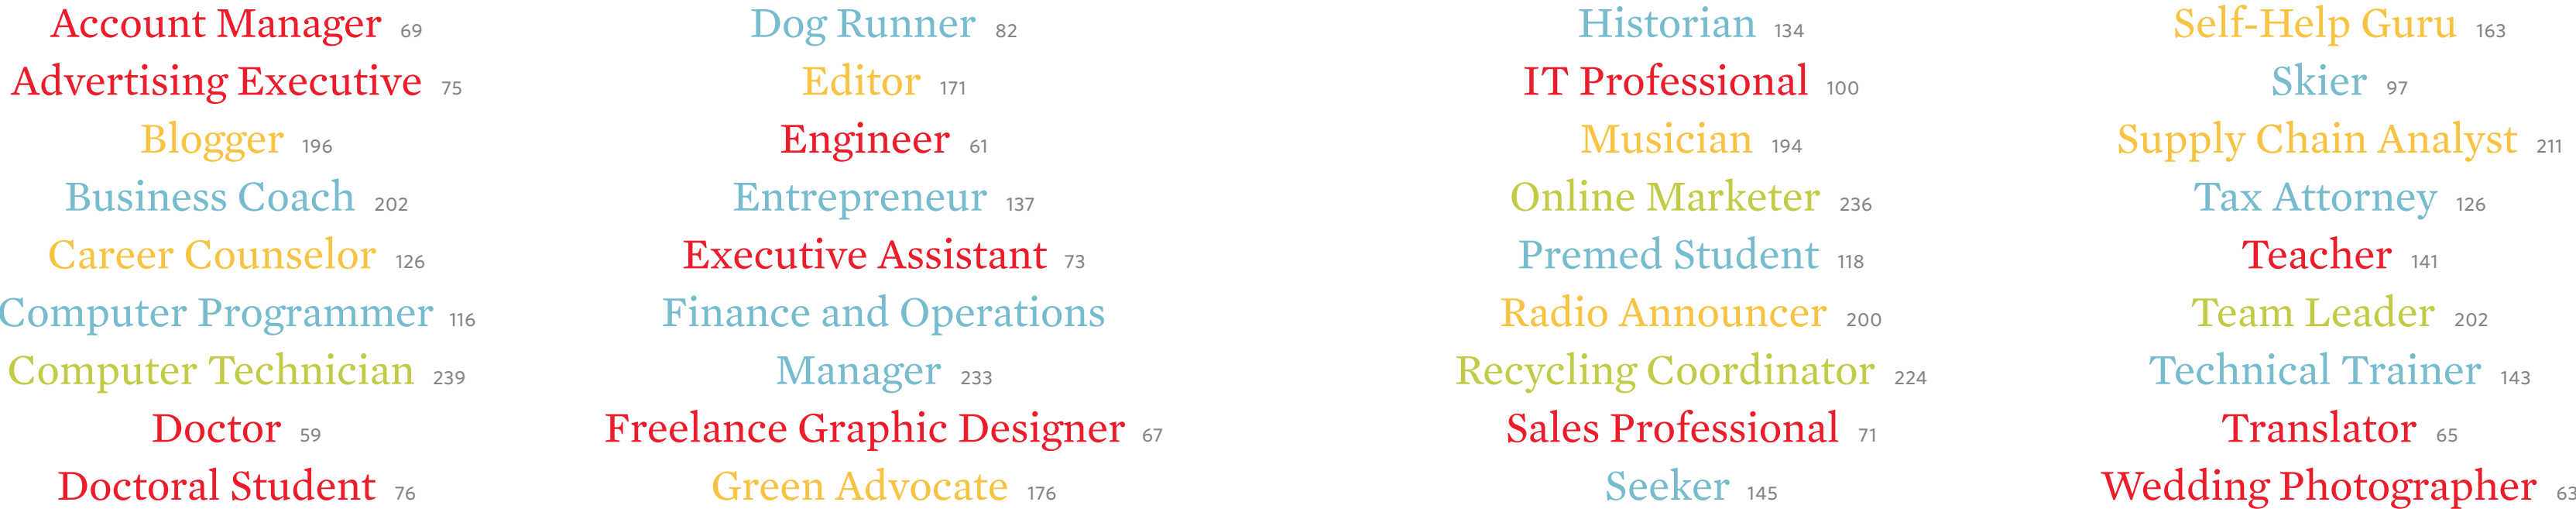 Account Manager 69
Advertising Executive 75
Blogger 196
Business Coach 202
Career Counselor 126
Computer Programmer 116
Computer Technician 239
Doctor 59
Doctoral Student 76
Dog Runner 82
Editor 171
Engineer 61
Entrepreneur 137
Executive Assistant 73
Finance and Operations
Manager 233
Freelance Graphic Designer 67
Green Advocate 176
Historian 134
IT Professional 100
Musician 194
Online Marketer 236
Premed Student 118
Radio Announcer 200
Recycling Coordinator 224
Sales Professional 71
Seeker 145
Self-Help Guru 163
Skier 97
Supply Chain Analyst 211
Tax Attorney 126
Teacher 141
Team Leader 202
Technical Trainer 143
Translator 65
Wedding Photographer 63